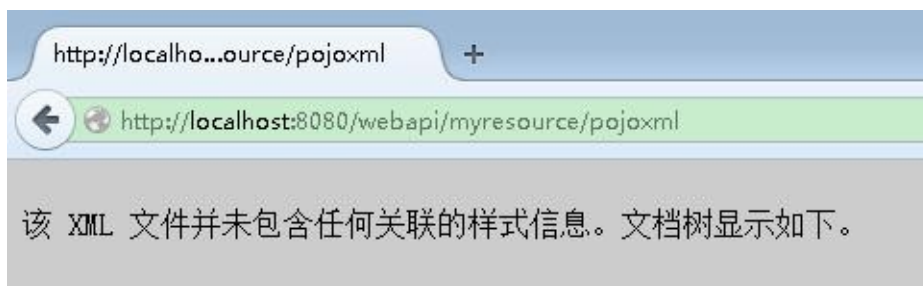 http://localho...ource/pojoxml
http://localhost:8080/webapi/myresource/pojoxml
该 XML 文件并未包含任何关联的样式信息。文档树显示如下。